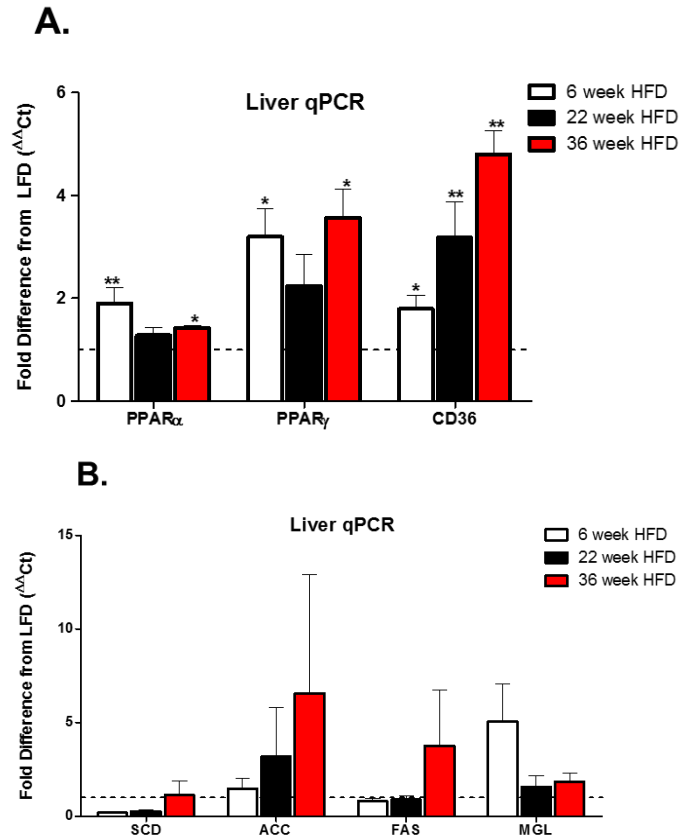 A.
Liver qPCR
6 week HFD
22 week HFD
36 week HFD
Fold Difference from LFD (ΔΔCt)
6
4
2
0
**
*
*
*
*
**
**
PPARα
PPARγ
CD36
B.
Liver qPCR
6 week HFD
22 week HFD
36 week HFD
Fold Difference from LFD (ΔΔCt)
15
10
5
0
SCD
ACC
FAS
MGL